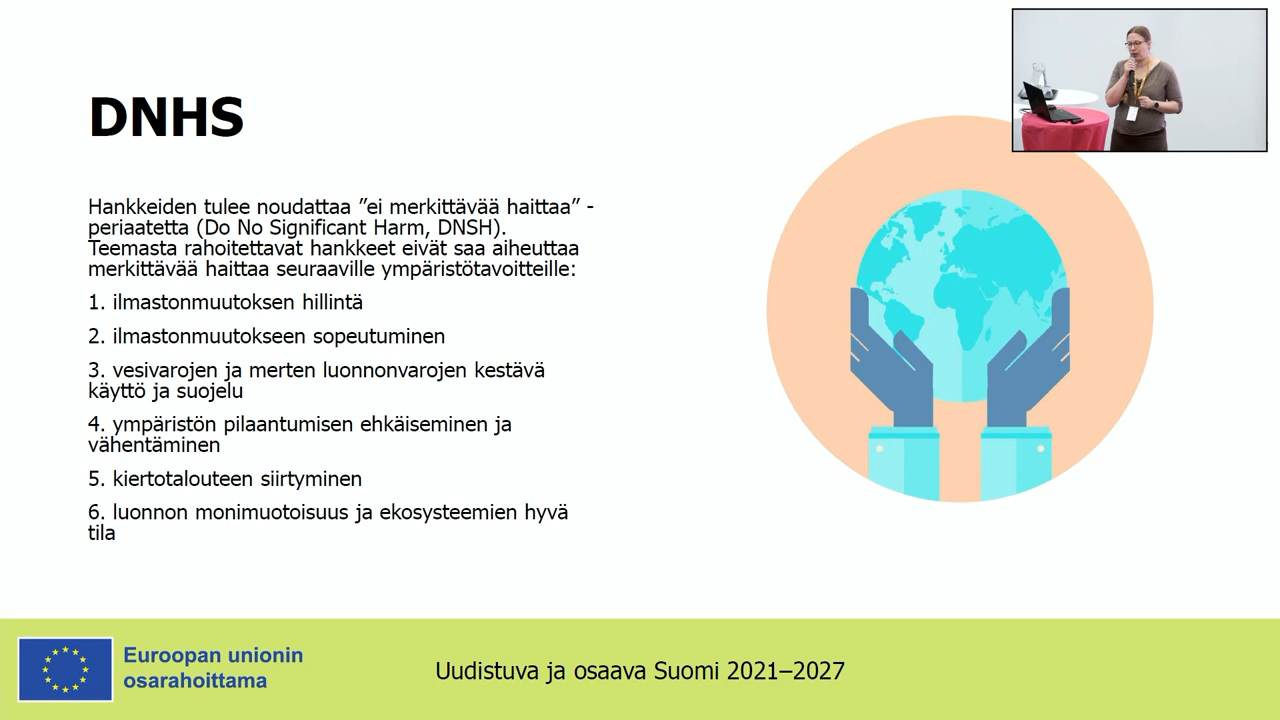 DNHS
Hankkeiden tulee noudattaa ”ei merkittävää haittaa” -
periaatetta (Do No Significant Harm, DNSH).
Teemasta rahoitettavat hankkeet eivät saa aiheuttaa
merkittävää haittaa seuraaville ympäristötavoitteille:
1. ilmastonmuutoksen hillintä
2. ilmastonmuutokseen sopeutuminen
3. vesivarojen ja merten luonnonvarojen kestävä
käyttö ja suojelu
4. ympäristön pilaantumisen ehkäiseminen ja
vähentäminen
5. kiertotalouteen siirtyminen
6. luonnon monimuotoisuus ja ekosysteemien hyvä
tila
Euroopan unionin
osarahoittama
Uudistuva ja osaava Suomi 2021–2027